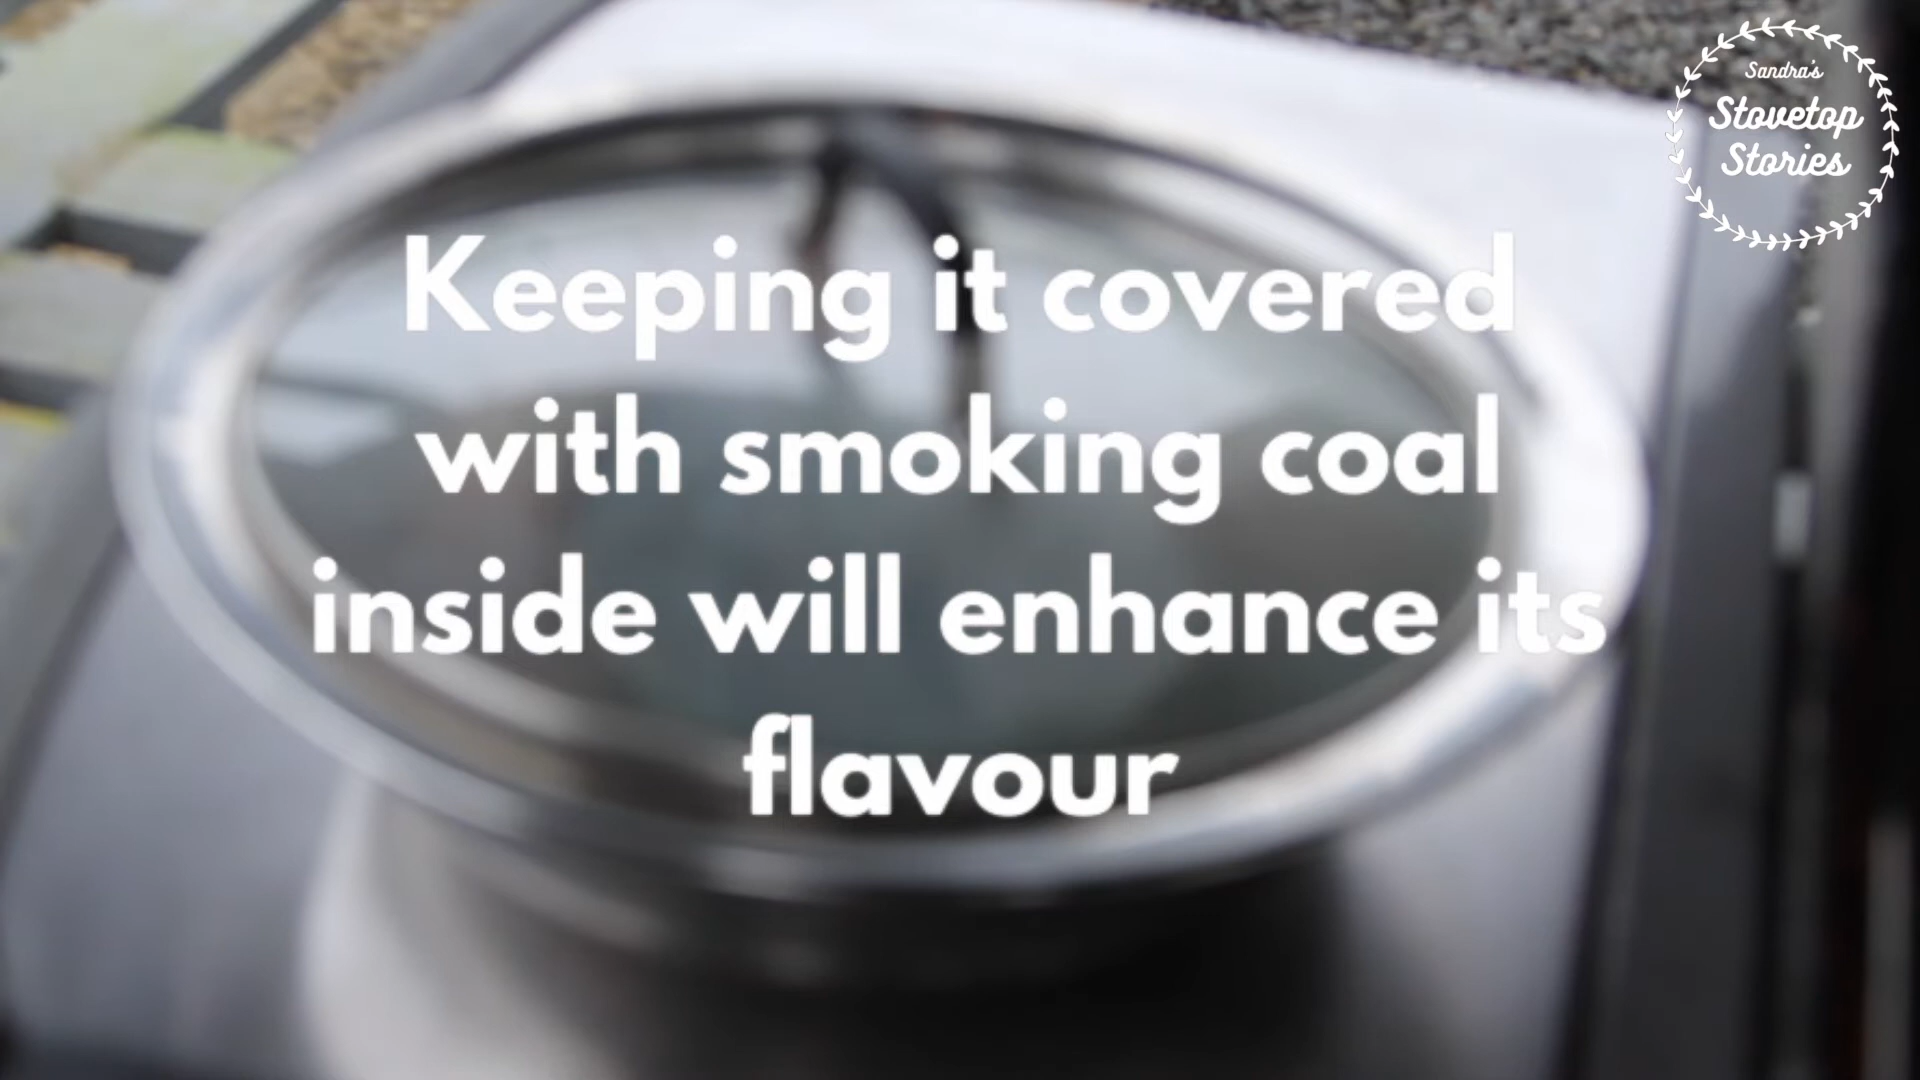 Sandra's
Stovetop
Stories
Keeping it covered
with smoking coal
inside will enhance its
flavour